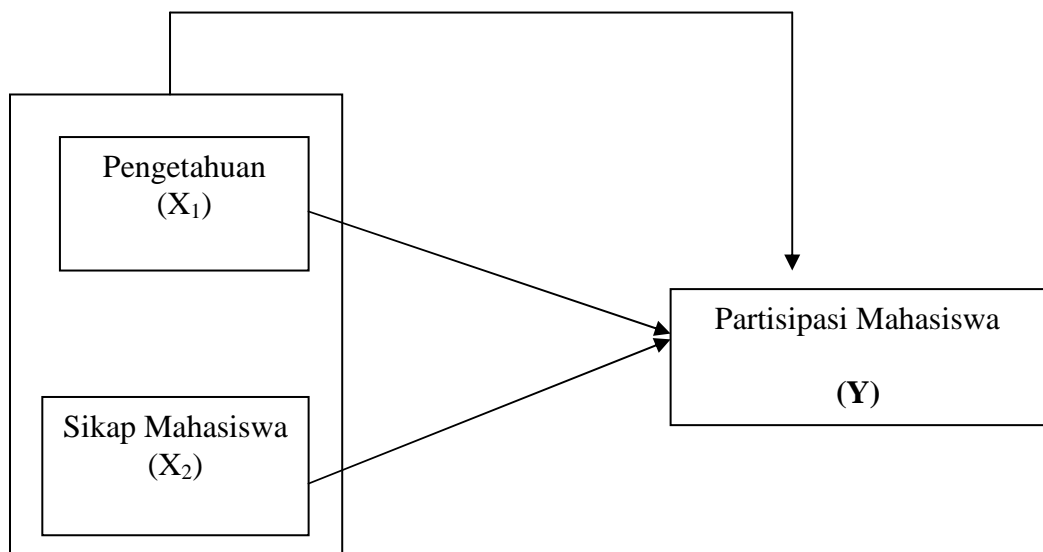 Pengetahuan
(X₁)
Partisipasi Mahasiswa
(Y)
Sikap Mahasiswa
(X₂)